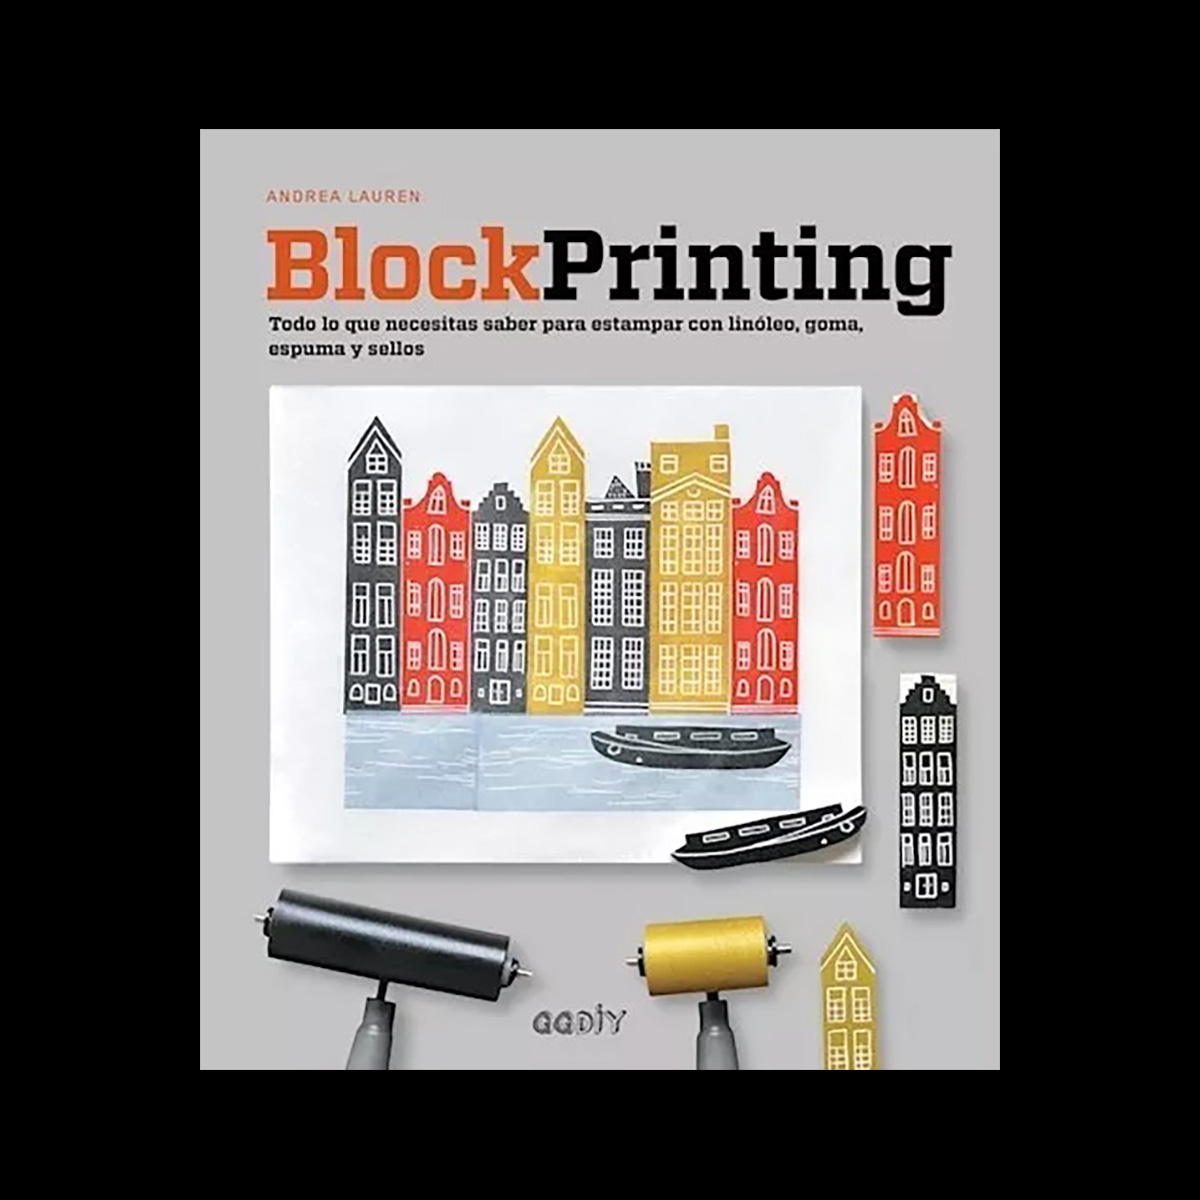 ANDREA LAUREN
BlockPrinting
Todo lo que necesitas saber para estampar con linóleo, goma,
espuma y sellos
GGDiY